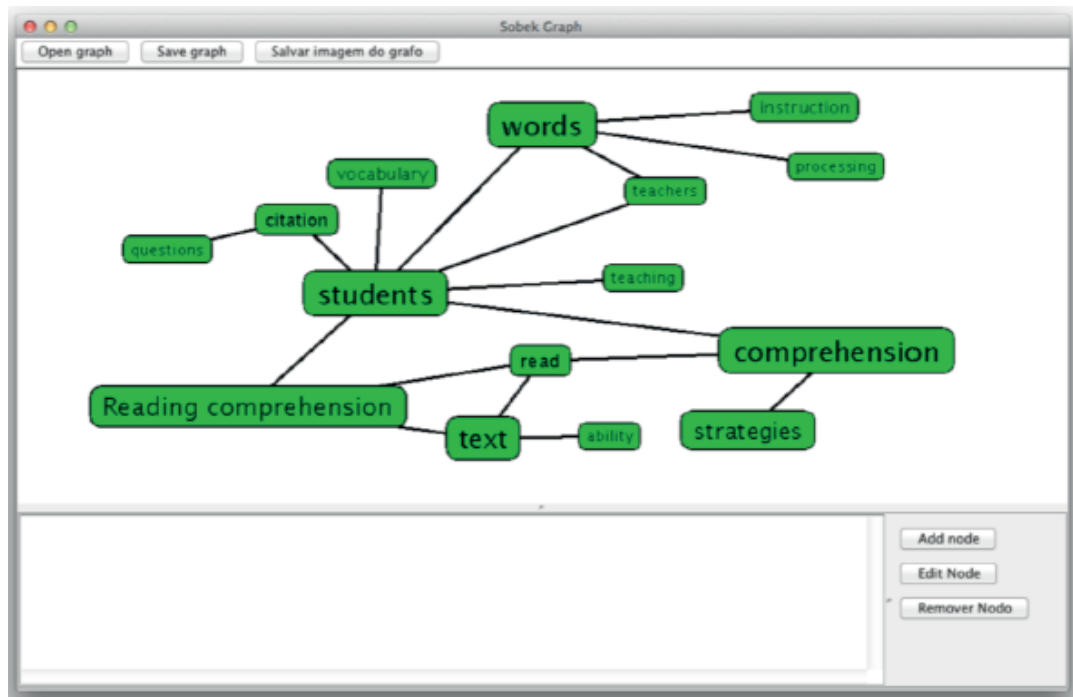 Sobek Graph
Open graph
Save graph
Salvar imagem do grafo
words
instruction
processing
vocabulary
teachers
citation
questions
students
teaching
comprehension
read
Reading comprehension
text
ability
strategies
Add node
Edit Node
Remover Nodo